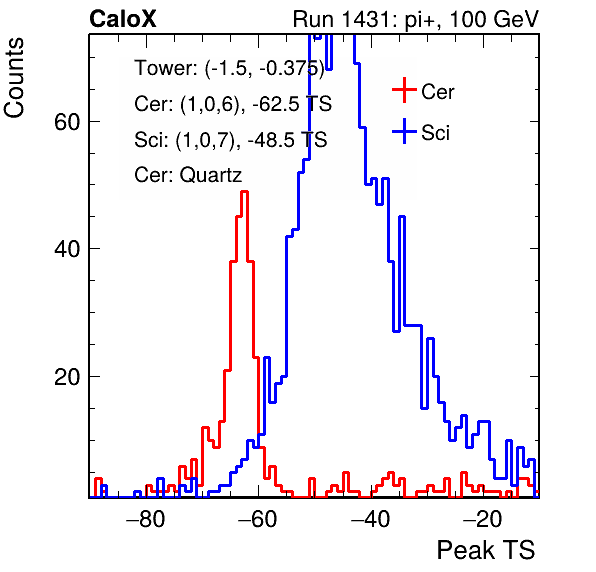 CaloX Run 1431: pi+, 100 GeV
Counts
Tower: (-1.5, -0.375)
Cer: (1,0,6), -62.5 TS
Sci: (1,0,7), -48.5 TS
Cer: Quartz
Cer
Sci
60
40
20
−80 −60 −40 −20
Peak TS